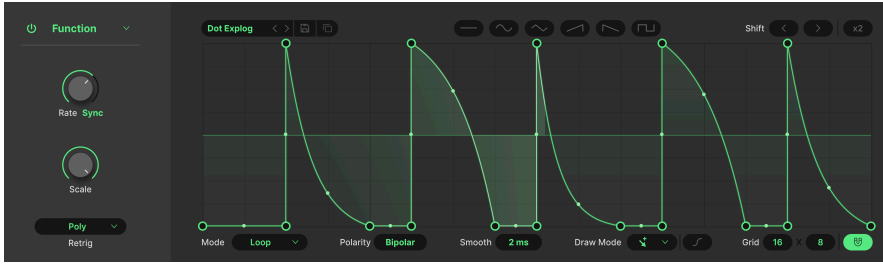 Function
Dot Explog
Shift
x2
Rate Sync
Scale
Poly
Retrig
Mode Loop
Polarity Bipolar
Smooth 2 ms
Draw Mode
Grid 16 X 8